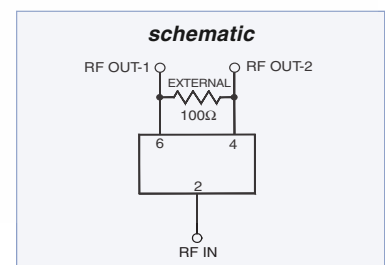 schematic
RF OUT-1
RF OUT-2
EXTERNAL
100Ω
6
4
2
RF IN